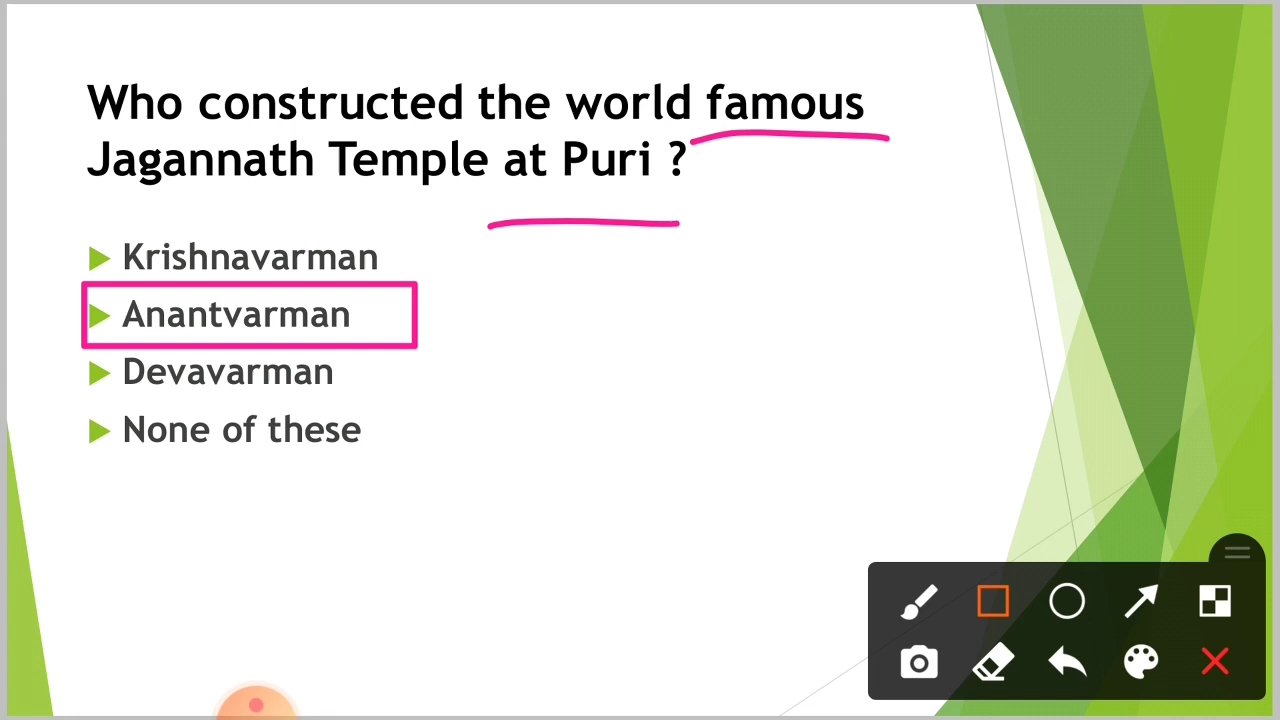 Who constructed the world famous
Jagannath Temple at Puri ?
Krishnavarman
Anantvarman
Devavarman
None of these